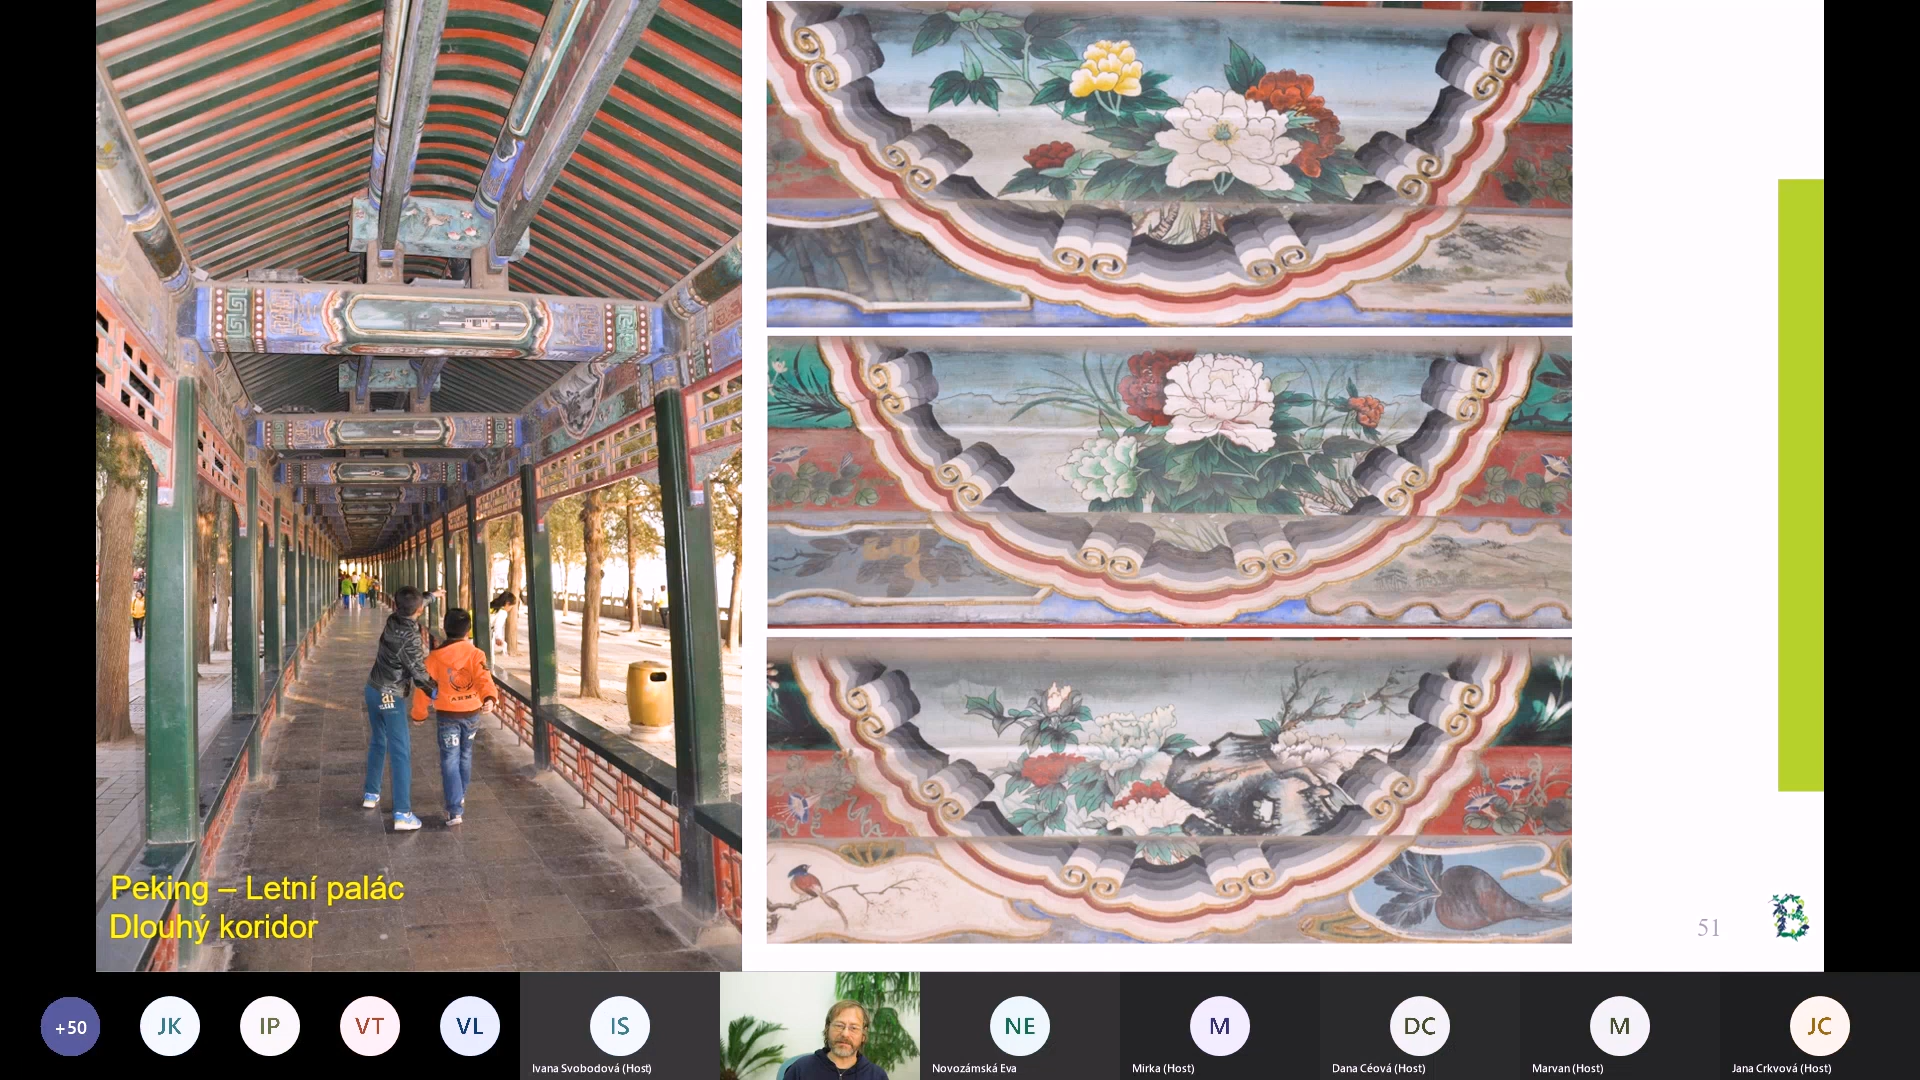 Peking – Letní palác
Dlouhý koridor
51
B
+50
JK
IP
VT
VL
IS
Ivana Svobodová (Host)
NE
Novozámská Eva
M
Mirka (Host)
DC
Dana Céová (Host)
M
Marvan (Host)
JC
Jana Crkvová (Host)